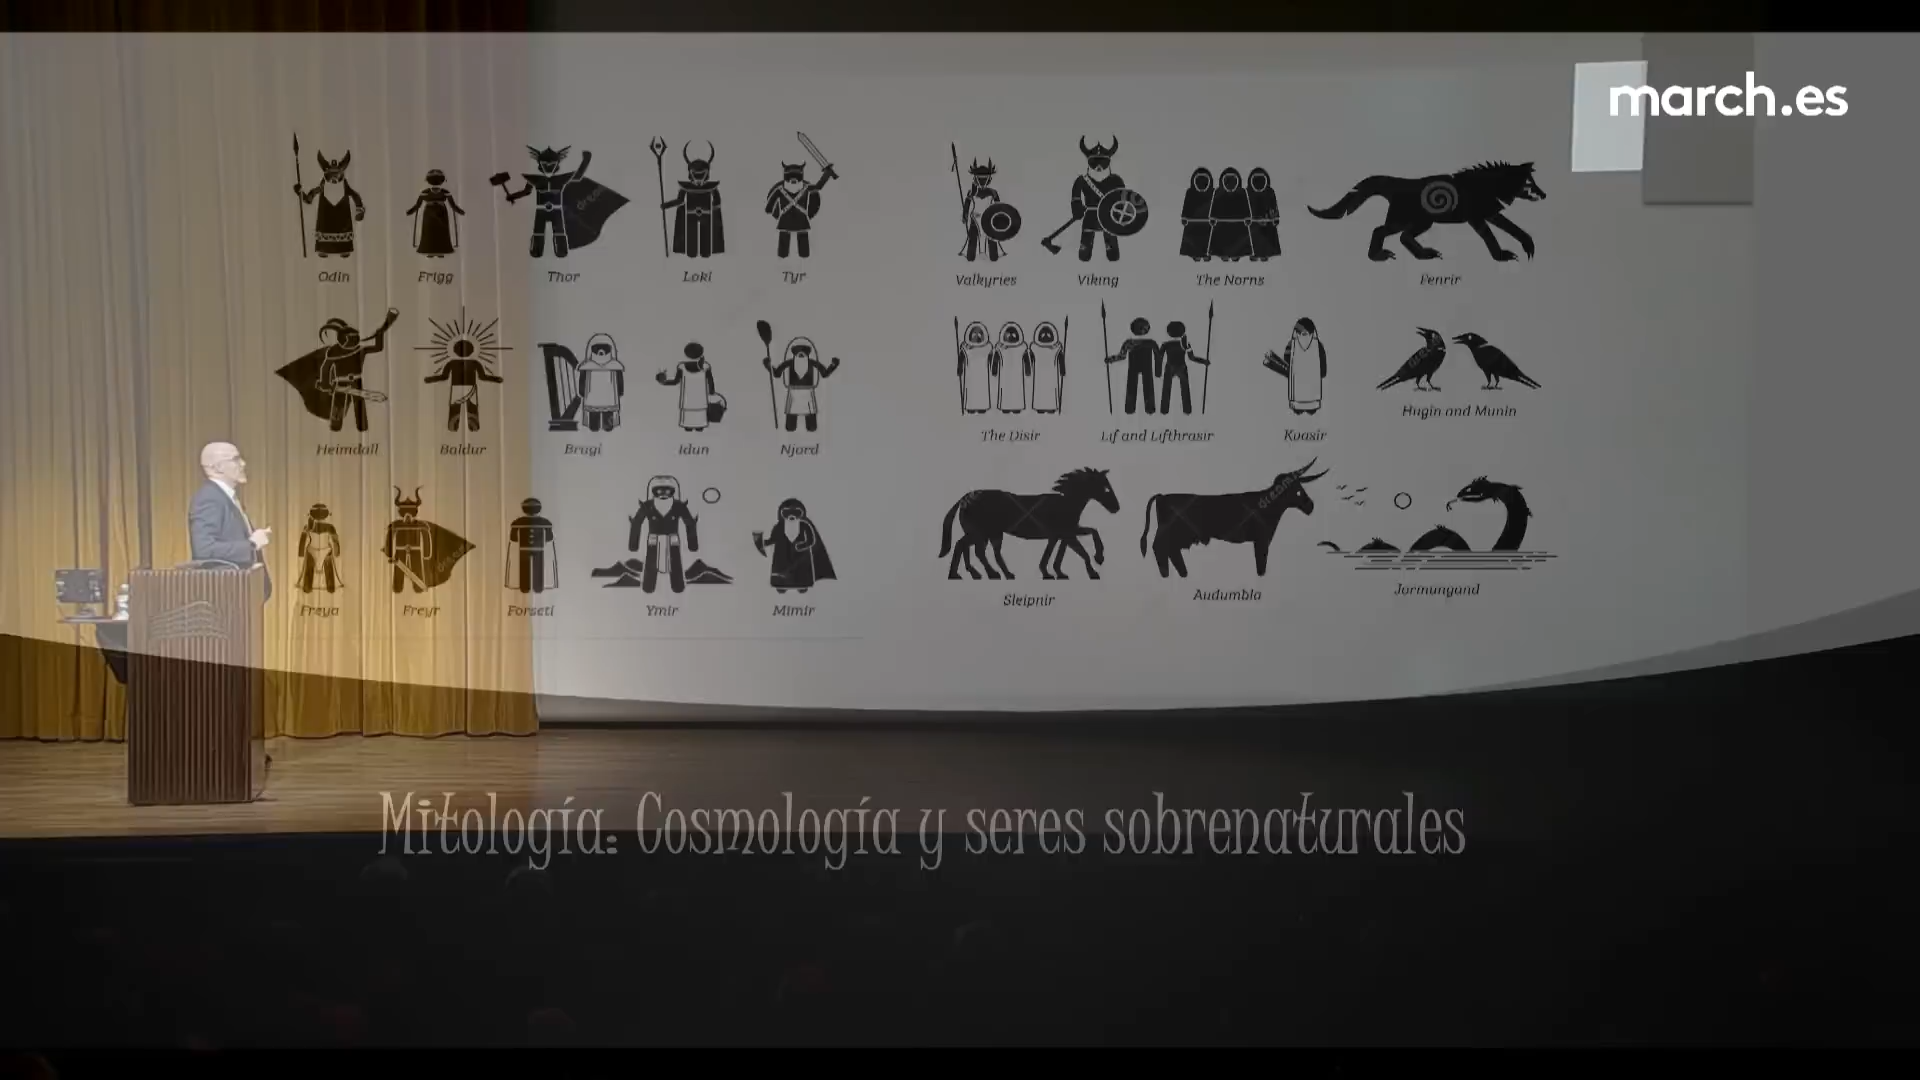 march.es
Odin Frigg Thor Loki Tyr
Valkyries Viking The Norns Fenrir
Heimdall Baldur Bragi Idun Njord
The Disir Lif and Lifthrasir Kvasir Hugin and Munin
Freya Freyr Forseti Ymir Mimir
Sleipnir Audumbla Jormungand
Mitología: Cosmología y seres sobrenaturales